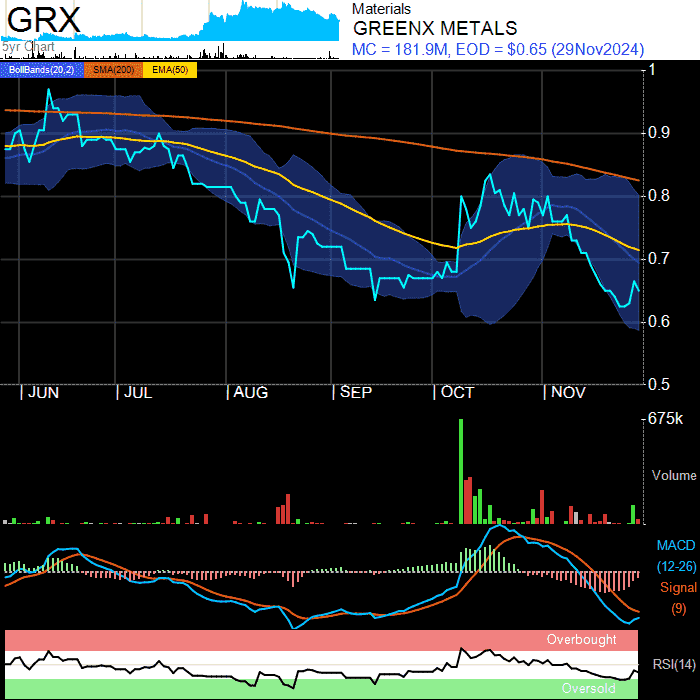 GRX
5yr Chart
Materials
GREENX METALS
MC = 181.9M, EOD = $0.65 (29Nov2024)
BollBands(20,2) SMA(200) EMA(50)
1
0.9
0.8
0.7
0.6
0.5
JUN JUL AUG SEP OCT NOV
675k
Volume
MACD
(12-26)
Signal
(9)
Overbought
RSI(14)
Oversold